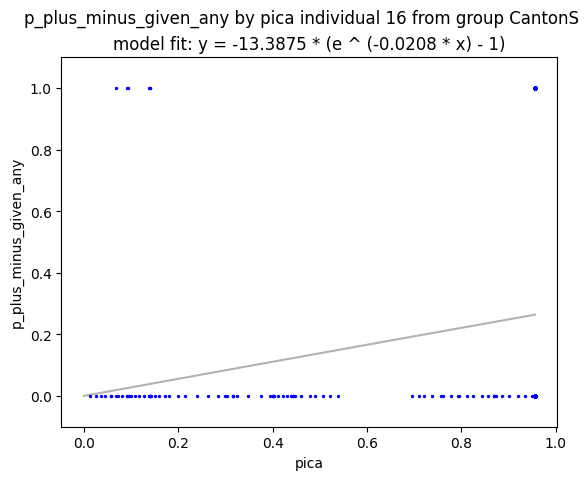 p_plus_minus_given_any by pica individual 16 from group CantonS
model fit: y = -13.3875 * (e ^ (-0.0208 * x) - 1)
p_plus_minus_given_any
1.0
0.8
0.6
0.4
0.2
0.0
0.0 0.2 0.4 0.6 0.8 1.0
pica